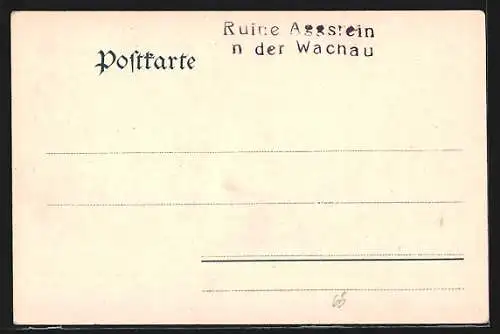 Ruine Aggstein
n der Wachau
Postkarte